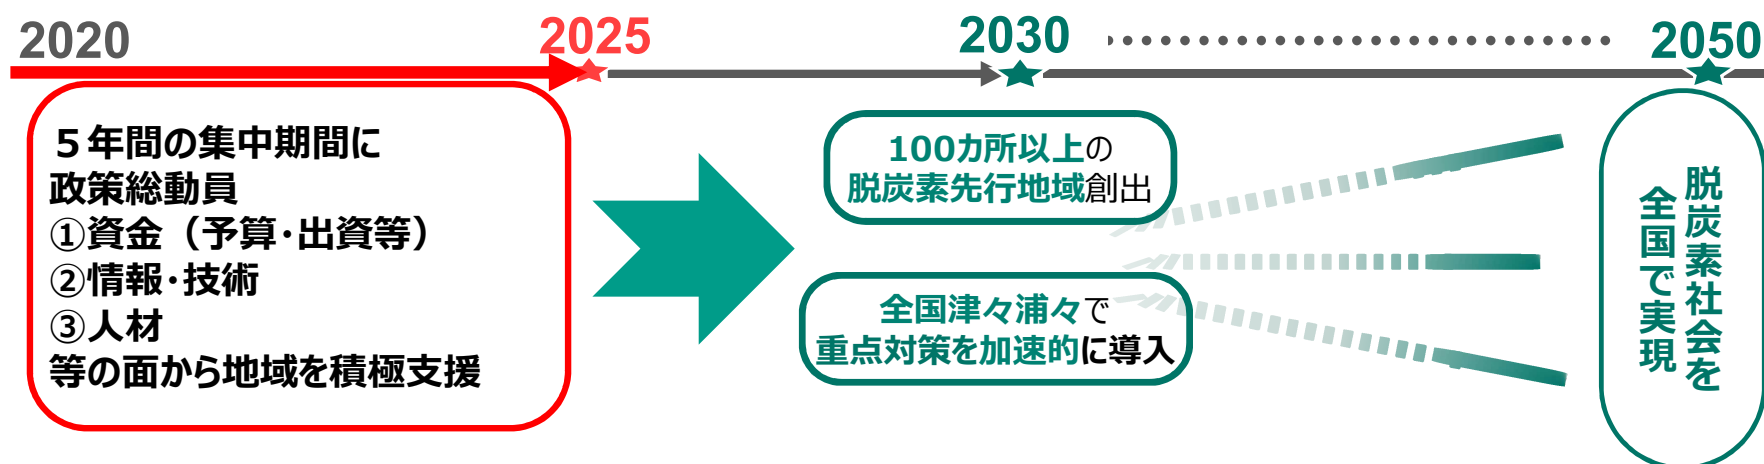 2020
2025
2030
2050
５年間の集中期間に
政策総動員
①資金（予算･出資等）
②情報･技術
③人材
等の面から地域を積極支援
100カ所以上の
脱炭素先行地域創出
全国津々浦々で
重点対策を加速的に導入
脱炭素社会を
全国で実現